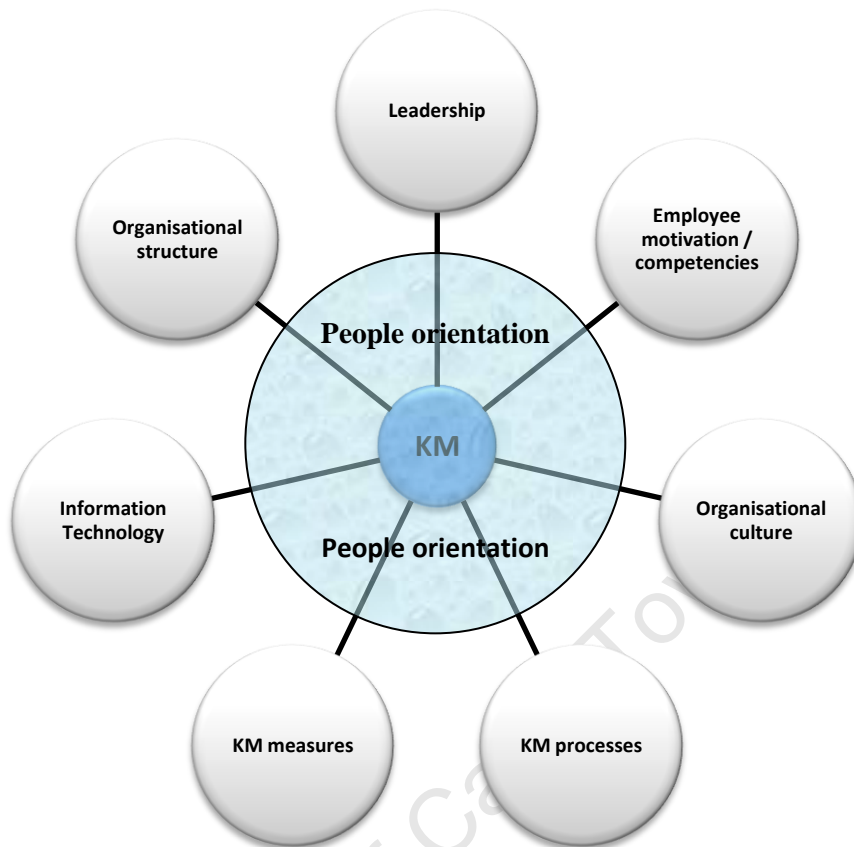 Leadership
Organisational
structure
Employee
motivation /
competencies
People orientation
KM
Information
Technology
Organisational
culture
People orientation
KM measures
KM processes